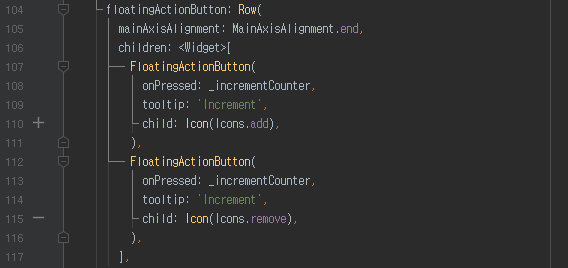 104 floatingActionButton: Row(
105 mainAxisAlignment: MainAxisAlignment.end,
106 children: <Widget>[
107 FloatingActionButton(
108 onPressed: _incrementCounter,
109 tooltip: 'Increment',
110 child: Icon(Icons.add),
111 ),
112 FloatingActionButton(
113 onPressed: _incrementCounter,
114 tooltip: 'Increment',
115 child: Icon(Icons.remove),
116 ),
117 ],